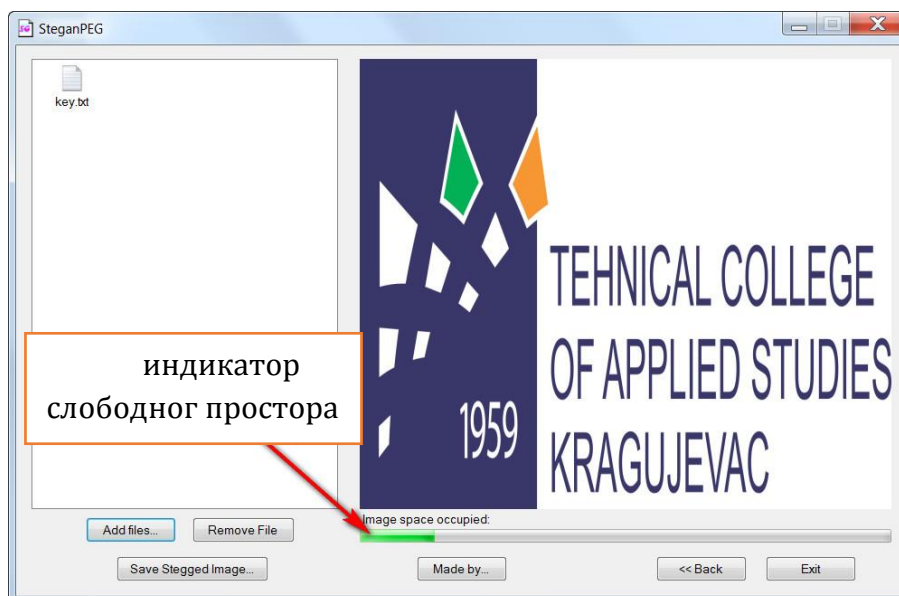 SteganPEG
key.txt
TEHNICAL COLLEGE
OF APPLIED STUDIES
KRAGUJEVAC
1959
индикатор
слободног простора
Image space occupied:
Add files...
Remove File
Save Stegged Image...
Made by...
<< Back
Exit